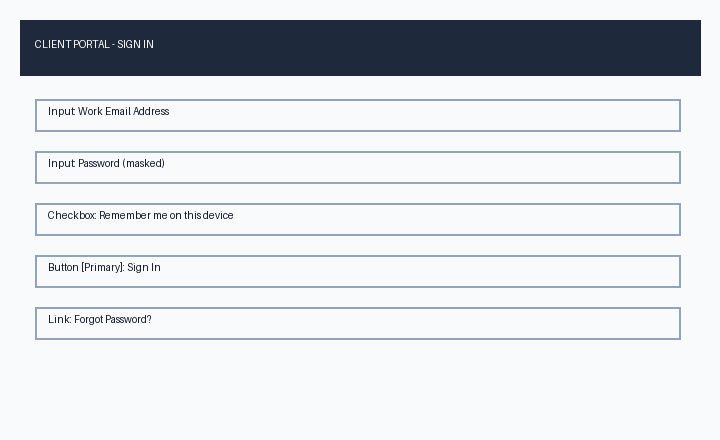 CLIENT PORTAL - SIGN IN
Input: Work Email Address
Input: Password (masked)
Checkbox: Remember me on this device
Button [Primary]: Sign In
Link: Forgot Password?